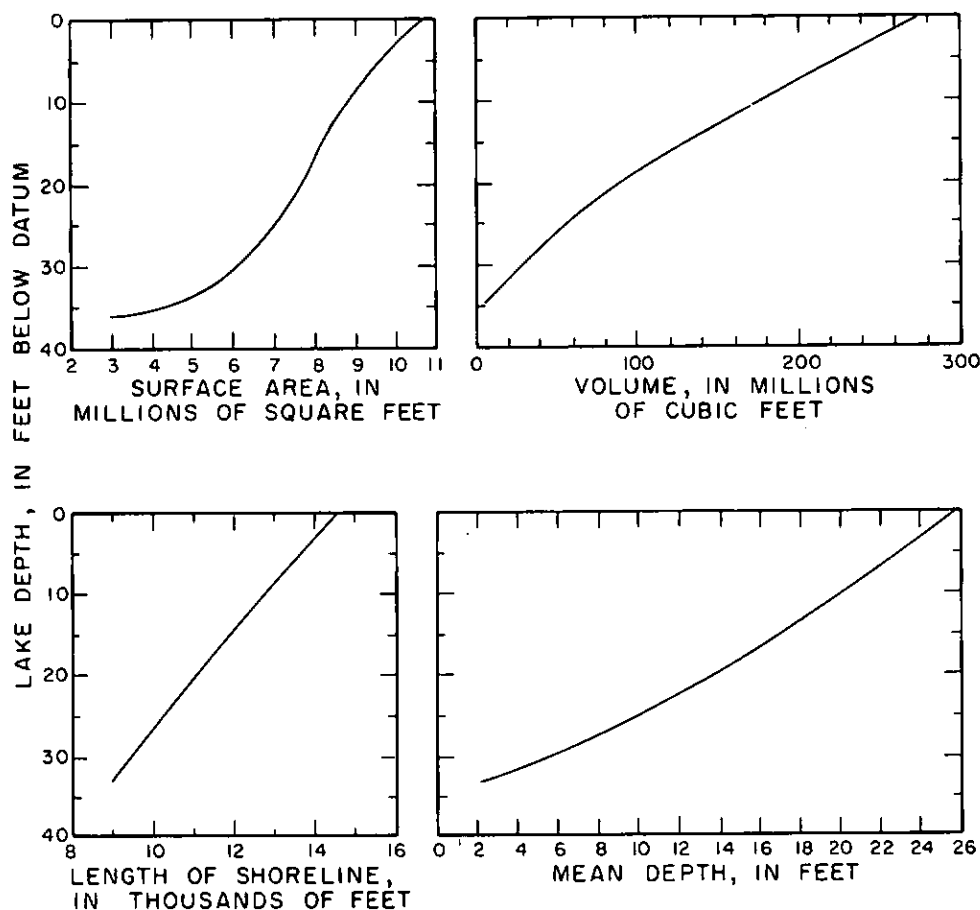 LAKE DEPTH, IN FEET BELOW DATUM
0
10
20
30
40
2 3 4 5 6 7 8 9 10 11
SURFACE AREA, IN
MILLIONS OF SQUARE FEET
0 100 200 300
VOLUME, IN MILLIONS
OF CUBIC FEET
0
10
20
30
40
8 10 12 14 16
LENGTH OF SHORELINE,
IN THOUSANDS OF FEET
0 2 4 6 8 10 12 14 16 18 20 22 24 26
MEAN DEPTH, IN FEET